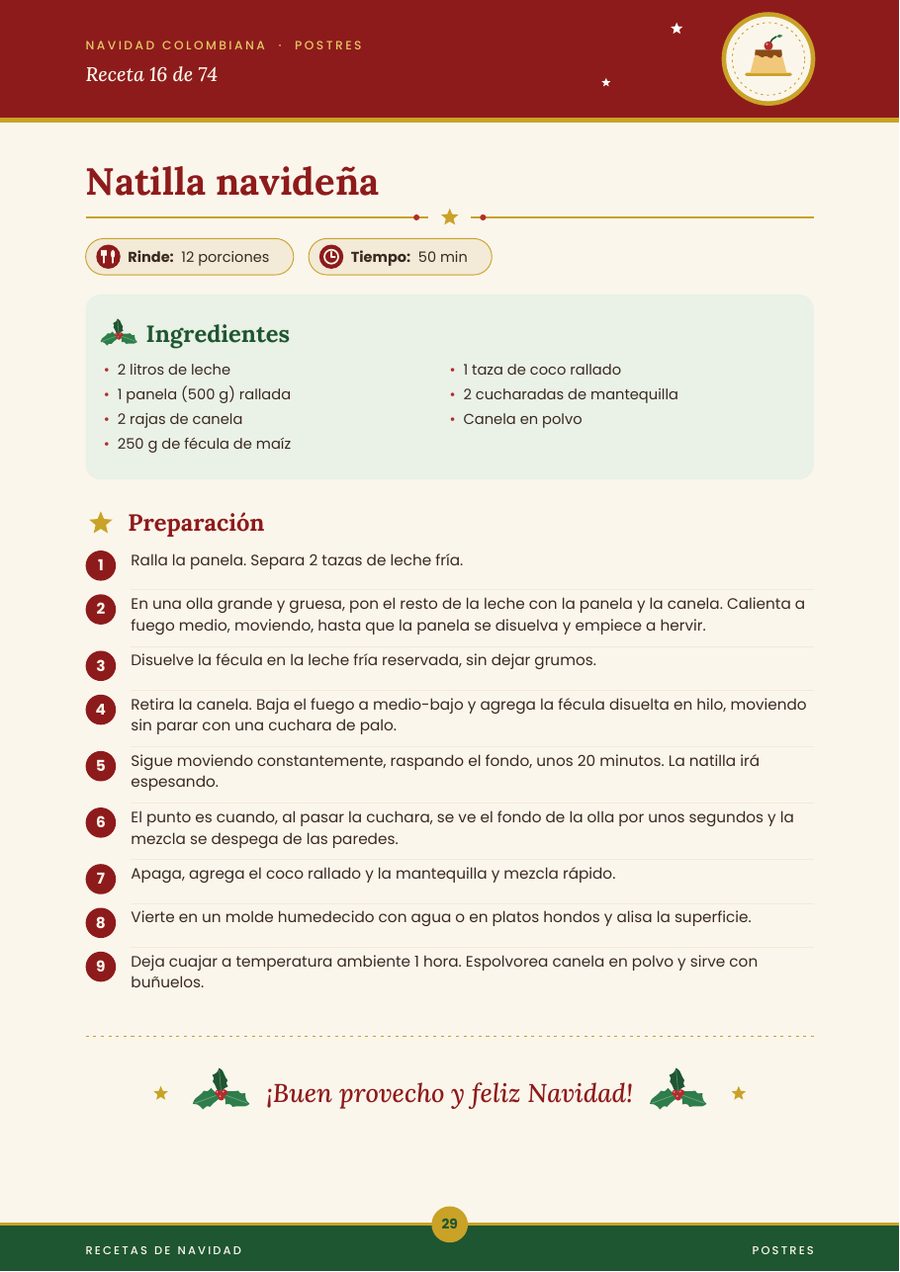 NAVIDAD COLOMBIANA · POSTRES
Receta 16 de 74
Natilla navideña
Rinde: 12 porciones
Tiempo: 50 min
Ingredientes
• 2 litros de leche
• 1 panela (500 g) rallada
• 2 rajas de canela
• 250 g de fécula de maíz
• 1 taza de coco rallado
• 2 cucharadas de mantequilla
• Canela en polvo
Preparación
1 Ralla la panela. Separa 2 tazas de leche fría.
2 En una olla grande y gruesa, pon el resto de la leche con la panela y la canela. Calienta a
fuego medio, moviendo, hasta que la panela se disuelva y empiece a hervir.
3 Disuelve la fécula en la leche fría reservada, sin dejar grumos.
4 Retira la canela. Baja el fuego a medio-bajo y agrega la fécula disuelta en hilo, moviendo
sin parar con una cuchara de palo.
5 Sigue moviendo constantemente, raspando el fondo, unos 20 minutos. La natilla irá
espesando.
6 El punto es cuando, al pasar la cuchara, se ve el fondo de la olla por unos segundos y la
mezcla se despega de las paredes.
7 Apaga, agrega el coco rallado y la mantequilla y mezcla rápido.
8 Vierte en un molde humedecido con agua o en platos hondos y alisa la superficie.
9 Deja cuajar a temperatura ambiente 1 hora. Espolvorea canela en polvo y sirve con
buñuelos.
¡Buen provecho y feliz Navidad!
29
RECETAS DE NAVIDAD
POSTRES